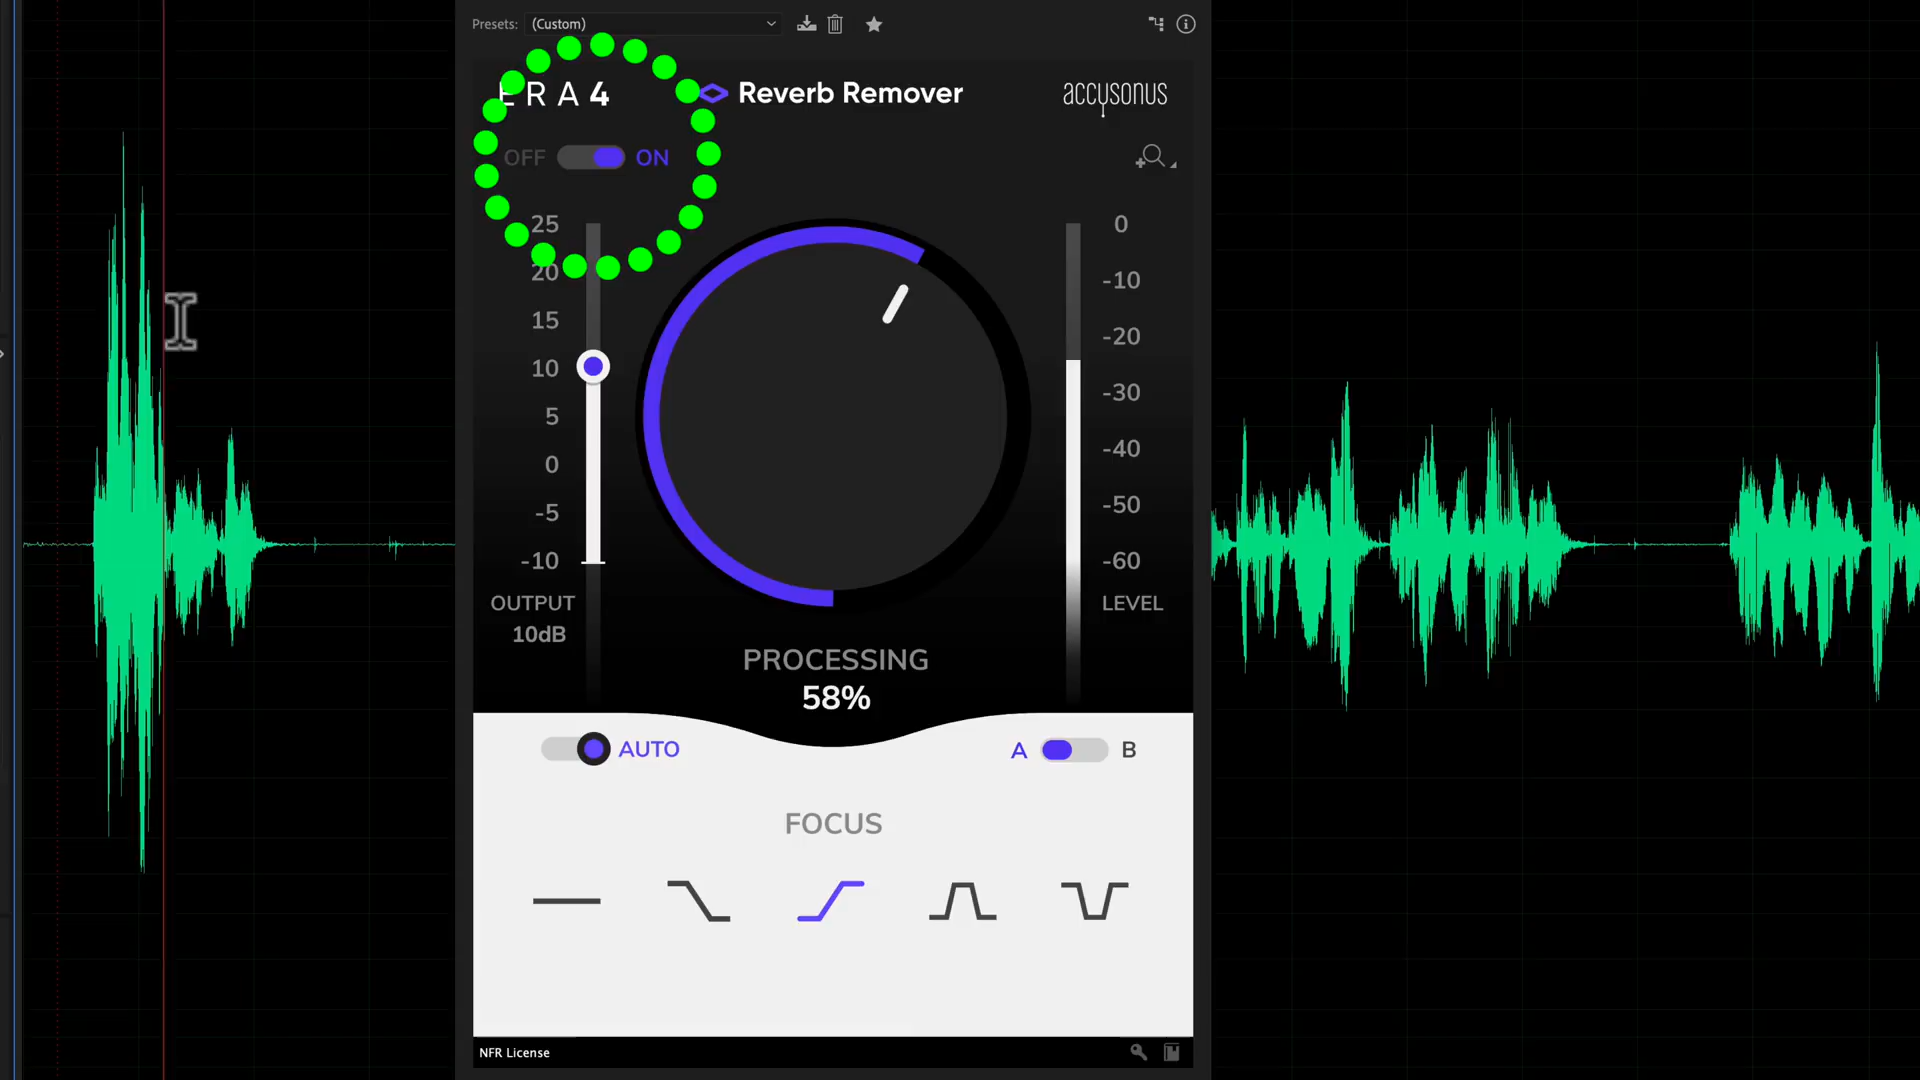 Presets: (Custom)
ERA4
Reverb Remover
accusonus
OFF ON
25
20
15
10
5
0
-5
-10
OUTPUT
10dB
0
-10
-20
-30
-40
-50
-60
LEVEL
PROCESSING
58%
AUTO
A B
FOCUS
NFR License